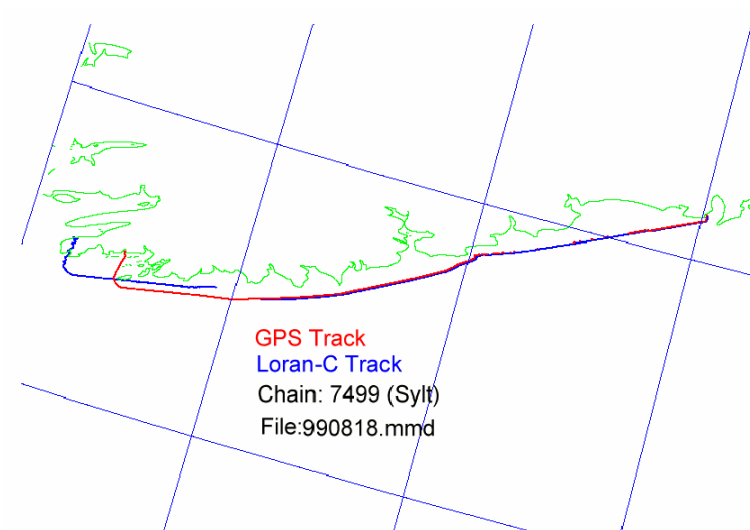 GPS Track
Loran-C Track
Chain: 7499 (Sylt)
File:990818.mmd